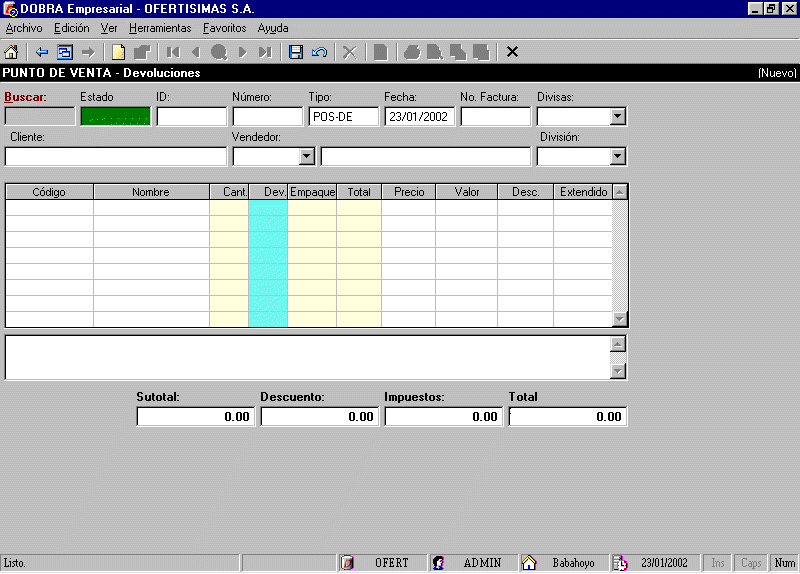 DOBRA Empresarial - OFERTISIMAS S.A.
Archivo Edición Ver Herramientas Favoritos Ayuda
PUNTO DE VENTA - Devoluciones (Nuevo)
Buscar: Estado ID: Número: Tipo: Fecha: No. Factura: Divisas:
POS-DE 23/01/2002
Cliente: Vendedor: División:
Código Nombre Cant. Dev. Empaque Total Precio Valor Desc. Extendido
Sutotal: Descuento: Impuestos: Total
0.00 0.00 0.00 0.00
Listo. OFERT ADMIN Babahoyo 23/01/2002 Ins Caps Num